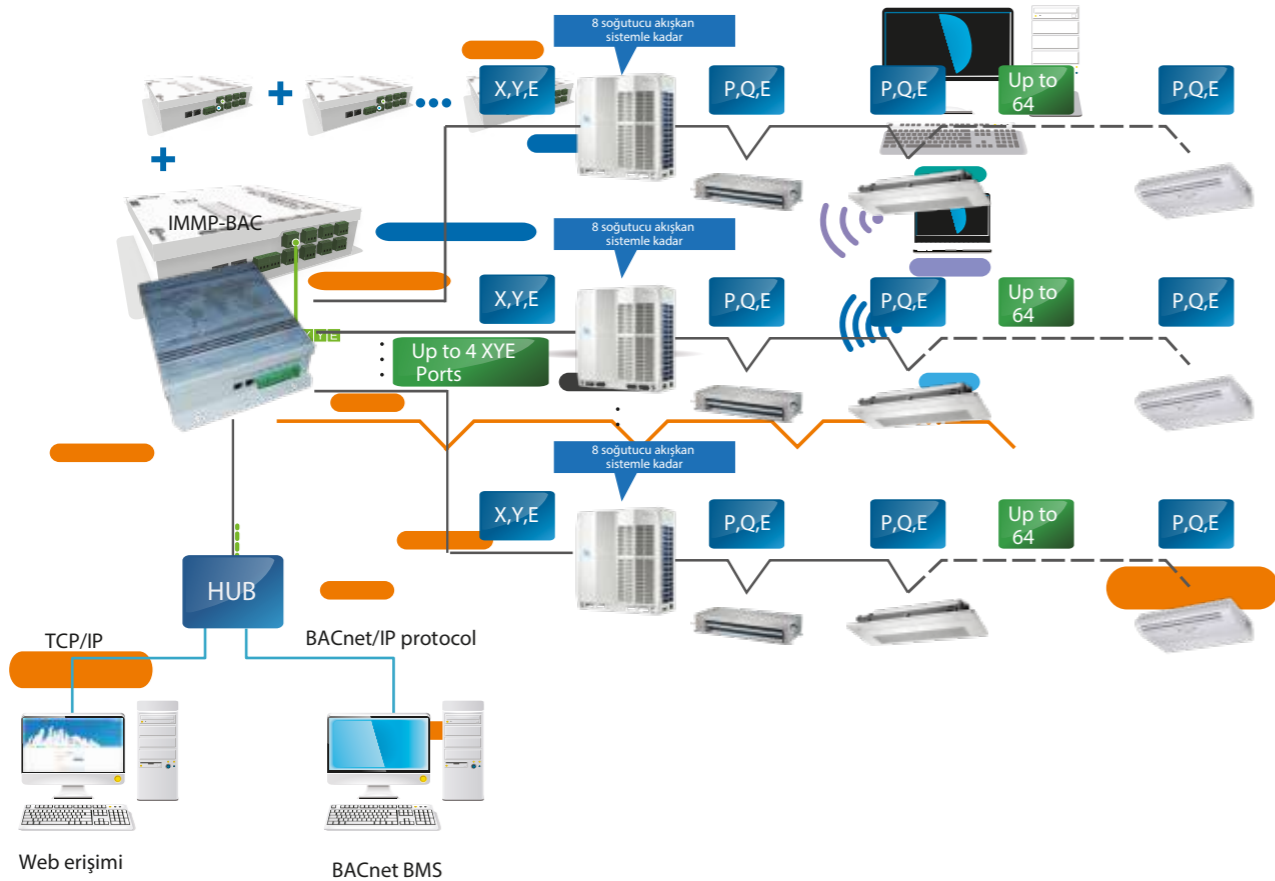 8 soğutucu akışkan
sistemle kadar
X,Y,E
P,Q,E
P,Q,E
Up to
64
P,Q,E
IMMP-BAC
8 soğutucu akışkan
sistemle kadar
X,Y,E
P,Q,E
P,Q,E
Up to
64
P,Q,E
Y E
Up to 4 XYE
Ports
8 soğutucu akışkan
sistemle kadar
X,Y,E
P,Q,E
P,Q,E
Up to
64
P,Q,E
HUB
TCP/IP
BACnet/IP protocol
Web erişimi
BACnet BMS